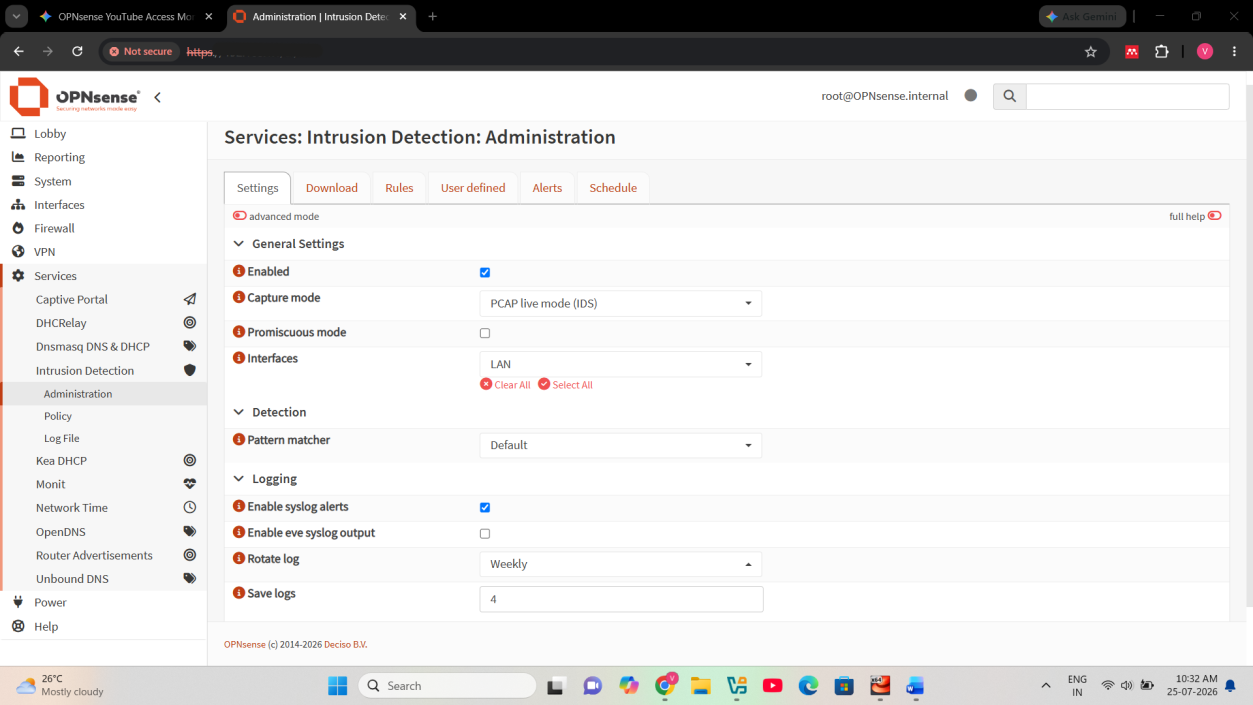 OPNsense YouTube Access Mo
Administration | Intrusion Detec
Ask Gemini
Not secure
https
V
OPNsense
Securing networks made easy
root@OPNsense.internal
Lobby
Reporting
System
Interfaces
Firewall
VPN
Services
Captive Portal
DHCRelay
Dnsmasq DNS & DHCP
Intrusion Detection
Administration
Policy
Log File
Kea DHCP
Monit
Network Time
OpenDNS
Router Advertisements
Unbound DNS
Power
Help
Services: Intrusion Detection: Administration
Settings Download Rules User defined Alerts Schedule
advanced mode full help
General Settings
Enabled
Capture mode PCAP live mode (IDS)
Promiscuous mode
Interfaces LAN
Clear All Select All
Detection
Pattern matcher Default
Logging
Enable syslog alerts
Enable eve syslog output
Rotate log Weekly
Save logs 4
OPNsense (c) 2014-2026 Deciso B.V.
26°C
Mostly cloudy
Search
ENG
IN
10:32 AM
25-07-2026